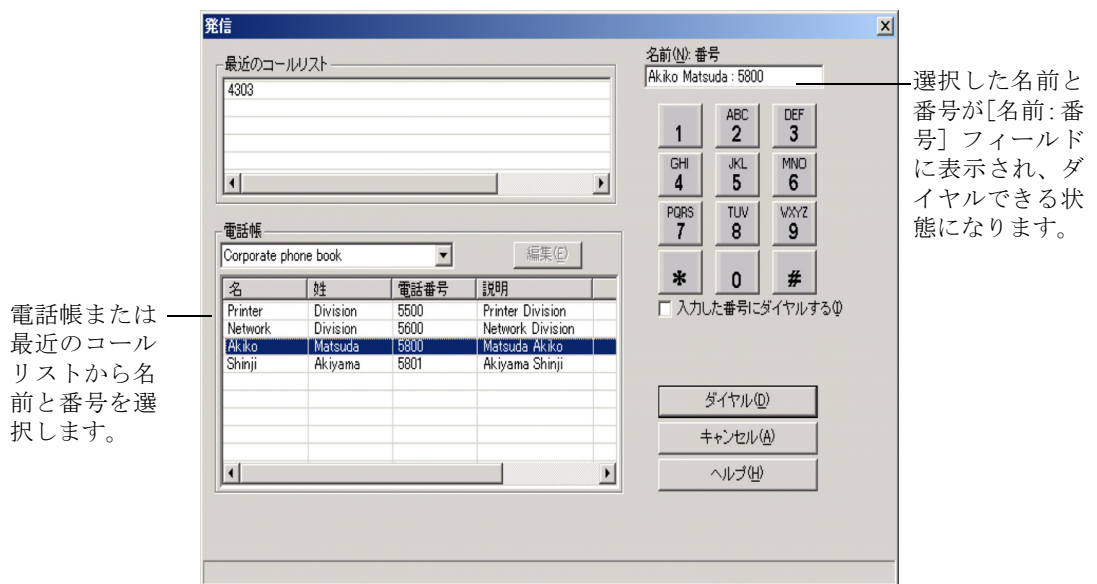 発信
最近のコールリスト
4303
名前(N): 番号
Akiko Matsuda : 5800
選択した名前と
番号が[名前:番
号] フィールド
に表示され、ダ
イヤルできる状
態になります。
1
ABC
2
DEF
3
GHI
4
JKL
5
MNO
6
PQRS
7
TUV
8
WXYZ
9
*
0
#
入力した番号にダイヤルする(I)
電話帳
Corporate phone book
編集(E)
名 姓 電話番号 説明
Printer Division 5500 Printer Division
Network Division 5600 Network Division
Akiko Matsuda 5800 Matsuda Akiko
Shinji Akiyama 5801 Akiyama Shinji
電話帳または
最近のコール
リストから名
前と番号を選
択します。
ダイヤル(D)
キャンセル(A)
ヘルプ(H)